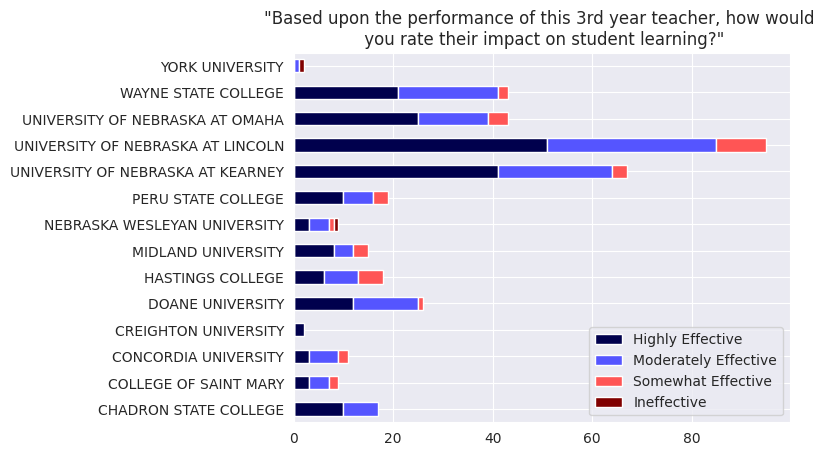 "Based upon the performance of this 3rd year teacher, how would
you rate their impact on student learning?"
YORK UNIVERSITY
WAYNE STATE COLLEGE
UNIVERSITY OF NEBRASKA AT OMAHA
UNIVERSITY OF NEBRASKA AT LINCOLN
UNIVERSITY OF NEBRASKA AT KEARNEY
PERU STATE COLLEGE
NEBRASKA WESLEYAN UNIVERSITY
MIDLAND UNIVERSITY
HASTINGS COLLEGE
DOANE UNIVERSITY
CREIGHTON UNIVERSITY
CONCORDIA UNIVERSITY
COLLEGE OF SAINT MARY
CHADRON STATE COLLEGE
Highly Effective
Moderately Effective
Somewhat Effective
Ineffective
0 20 40 60 80